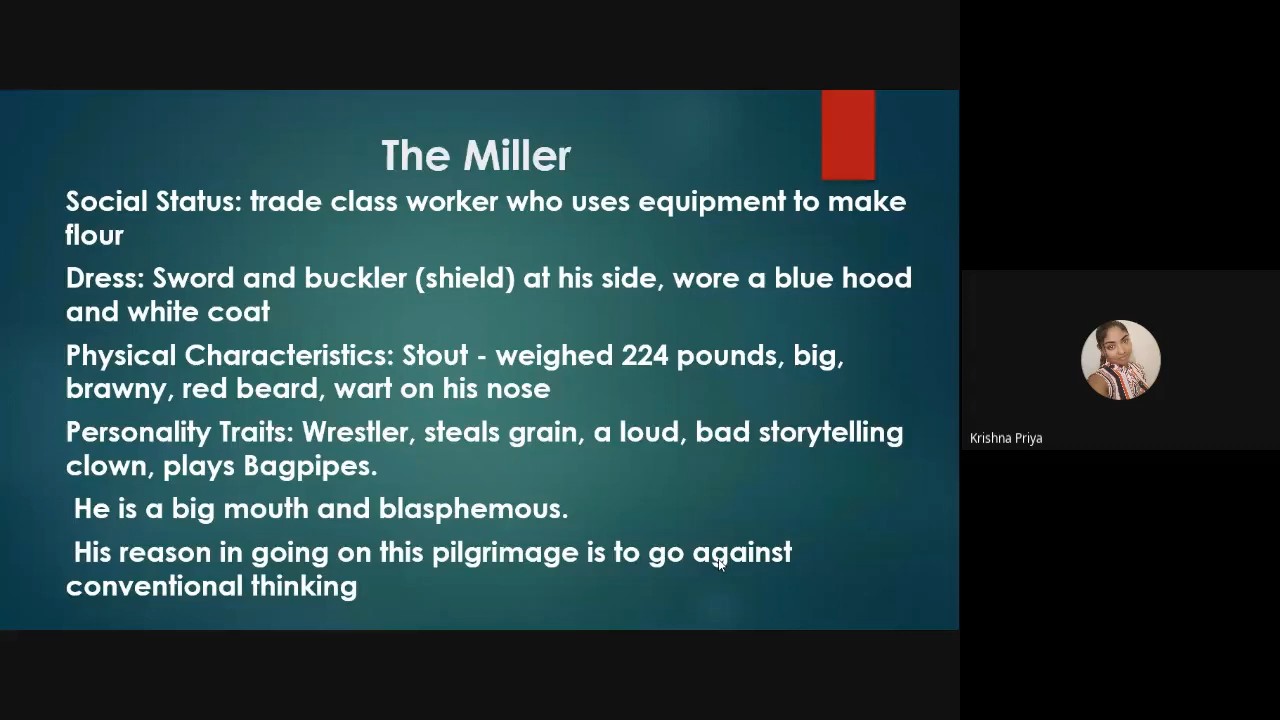 The Miller
Social Status: trade class worker who uses equipment to make
flour
Dress: Sword and buckler (shield) at his side, wore a blue hood
and white coat
Physical Characteristics: Stout - weighed 224 pounds, big,
brawny, red beard, wart on his nose
Personality Traits: Wrestler, steals grain, a loud, bad storytelling
clown, plays Bagpipes.
He is a big mouth and blasphemous.
His reason in going on this pilgrimage is to go against
conventional thinking
Krishna Priya